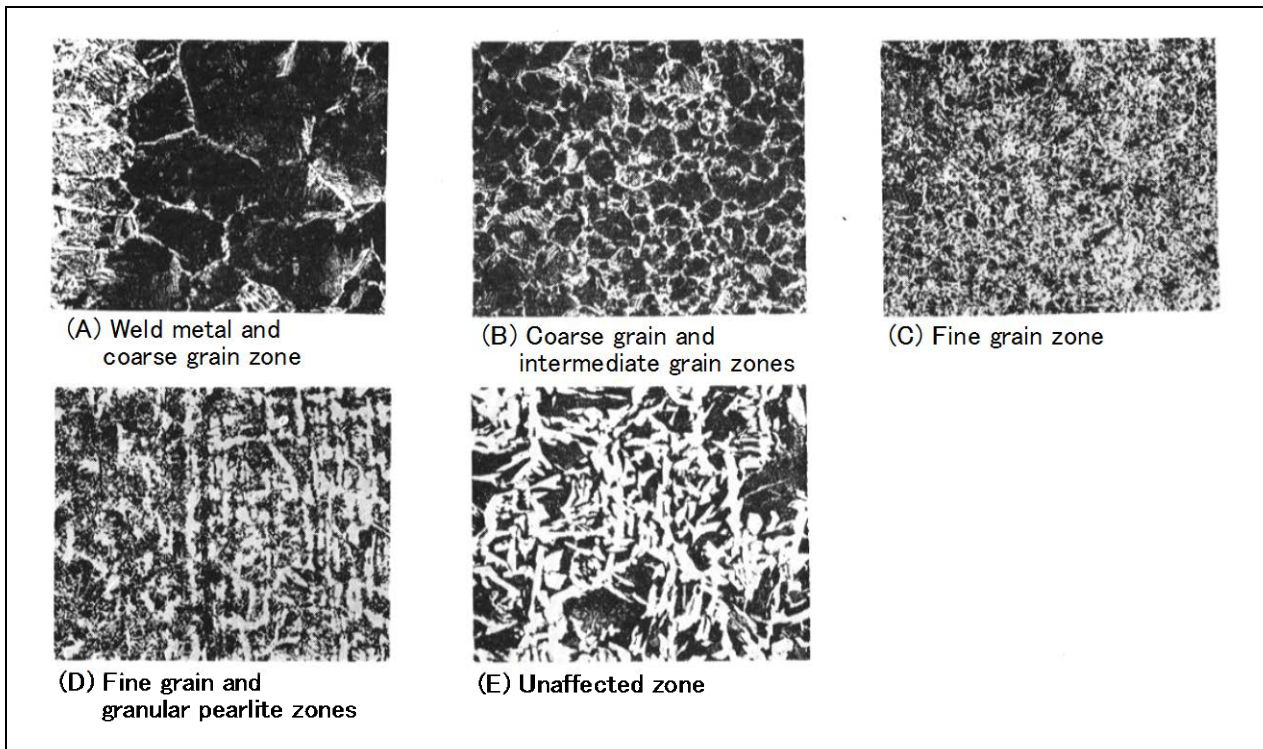 (A) Weld metal and
coarse grain zone
(B) Coarse grain and
intermediate grain zones
(C) Fine grain zone
(D) Fine grain and
granular pearlite zones
(E) Unaffected zone